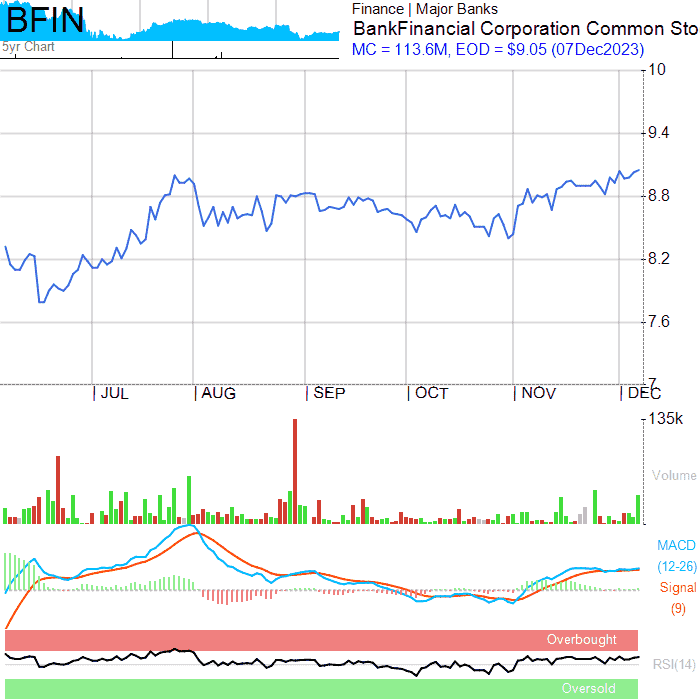 BFIN
5yr Chart
Finance | Major Banks
BankFinancial Corporation Common Sto
MC = 113.6M, EOD = $9.05 (07Dec2023)
10
9.4
8.8
8.2
7.6
7
JUL AUG SEP OCT NOV DEC
135k
Volume
MACD
(12-26)
Signal
(9)
Overbought
RSI(14)
Oversold